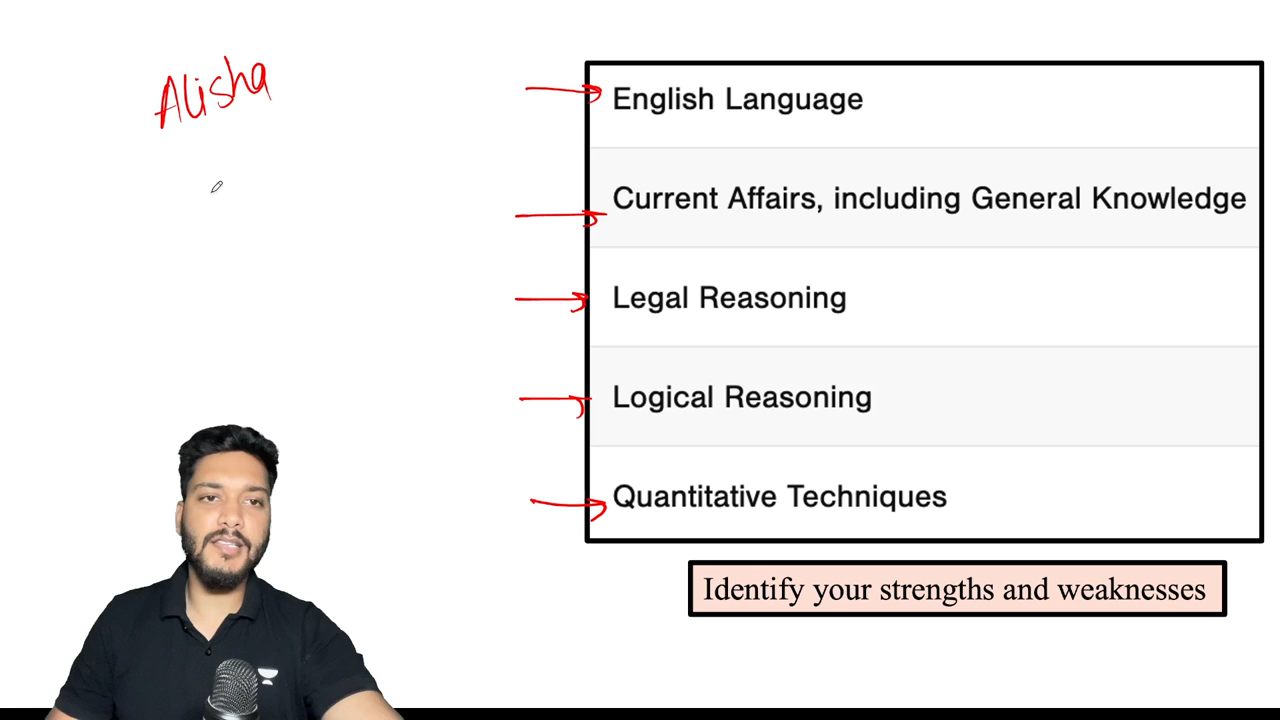 Alisha
English Language
Current Affairs, including General Knowledge
Legal Reasoning
Logical Reasoning
Quantitative Techniques
Identify your strengths and weaknesses